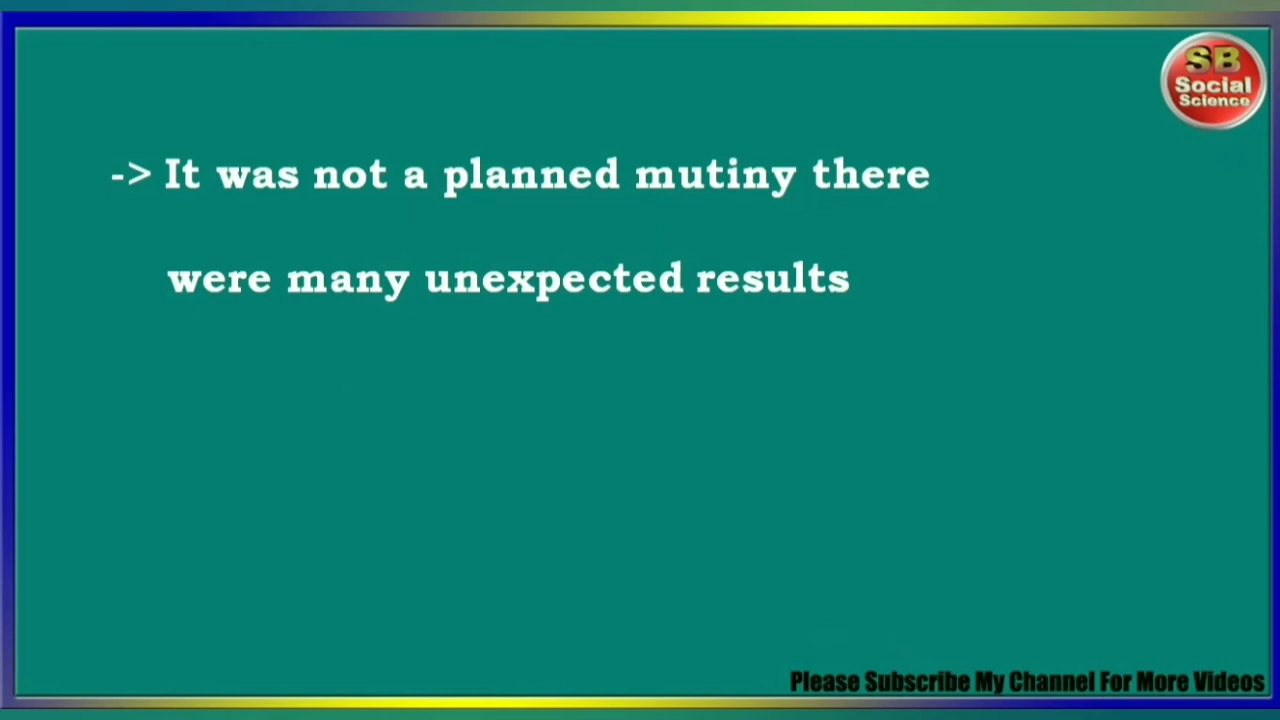 SB
Social
Science
-> It was not a planned mutiny there
were many unexpected results
Please Subscribe My Channel For More Videos